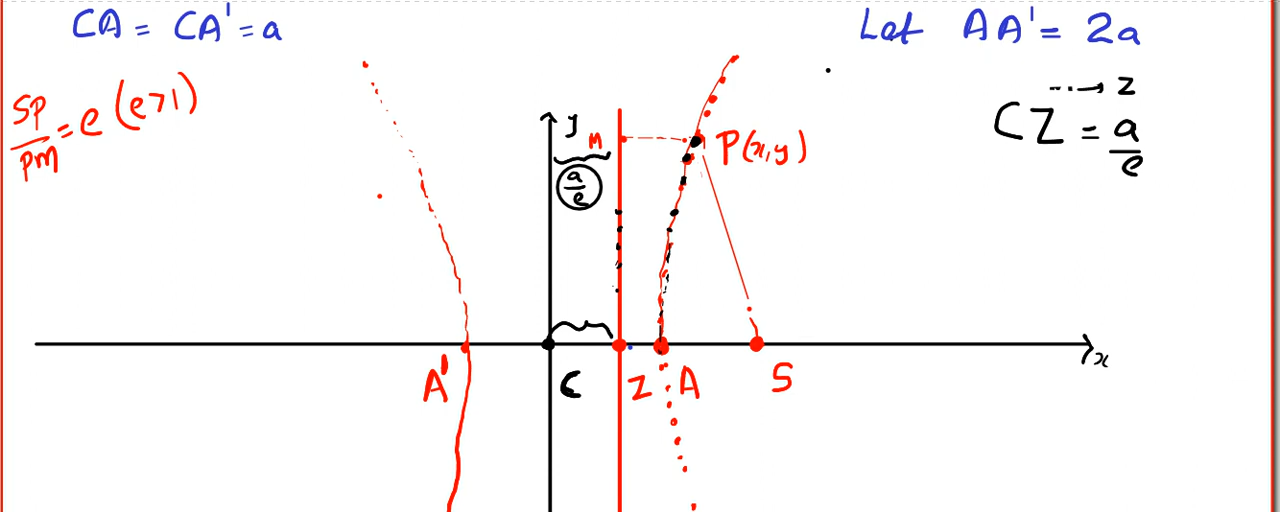 CA = CA' = a
Let AA' = 2a
SP/PM = e (e>1)
→ z
CZ = a/e
y
M
P(x,y)
a/e
x
A'
C
Z
A
S